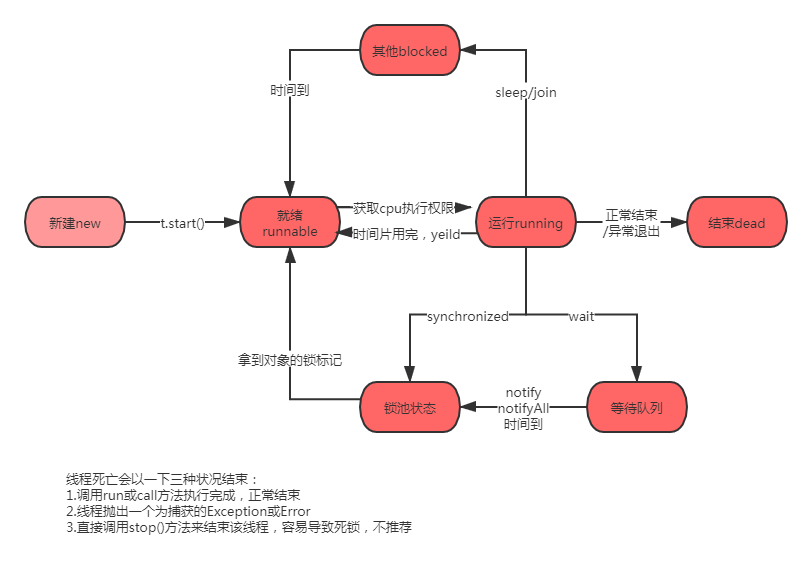 其他blocked
时间到
sleep/join
新建new
t.start()
就绪
runnable
获取cpu执行权限
时间片用完，yeild
运行running
正常结束
/异常退出
结束dead
synchronized
wait
拿到对象的锁标记
锁池状态
notify
notifyAll
时间到
等待队列
线程死亡会以一下三种状况结束：
1.调用run或call方法执行完成，正常结束
2.线程抛出一个为捕获的Exception或Error
3.直接调用stop()方法来结束该线程，容易导致死锁，不推荐